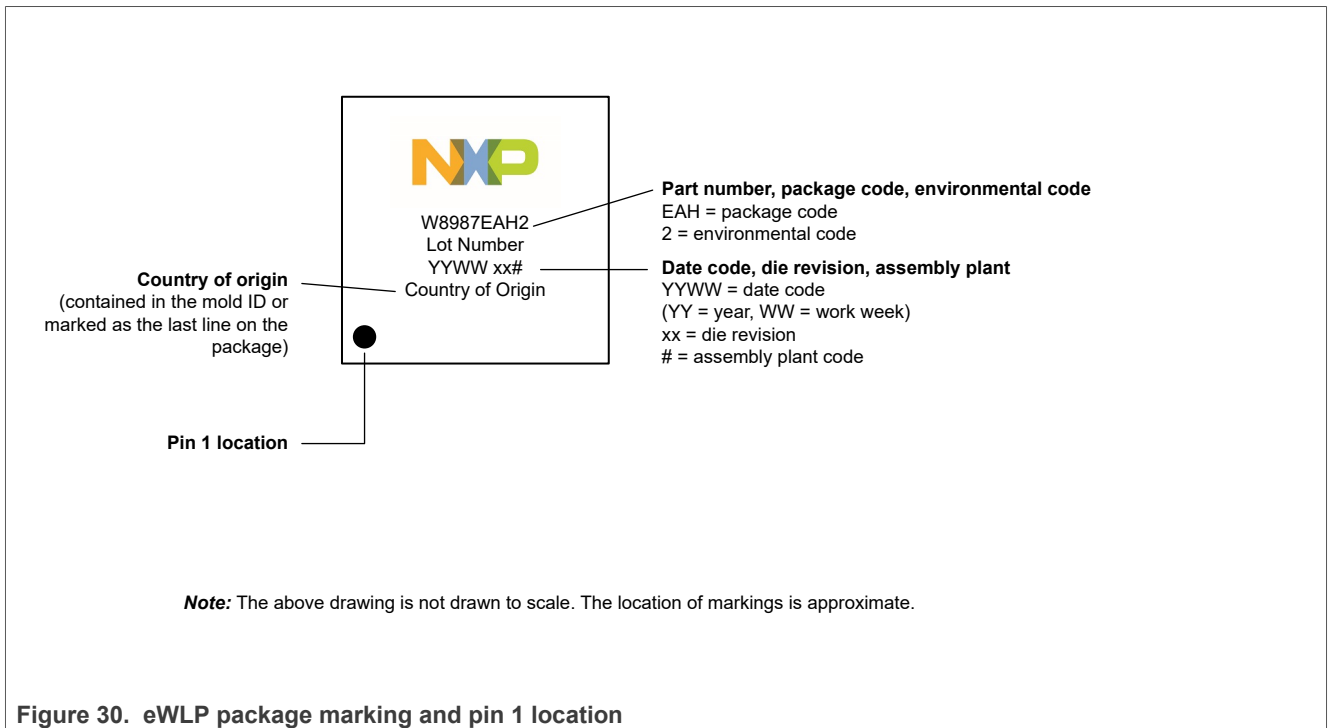 NXP
W8987EAH2
Lot Number
YYWW xx#
Country of Origin
Part number, package code, environmental code
EAH = package code
2 = environmental code
Date code, die revision, assembly plant
YYWW = date code
(YY = year, WW = work week)
xx = die revision
# = assembly plant code
Country of origin
(contained in the mold ID or
marked as the last line on the
package)
Pin 1 location
Note: The above drawing is not drawn to scale. The location of markings is approximate.
Figure 30. eWLP package marking and pin 1 location